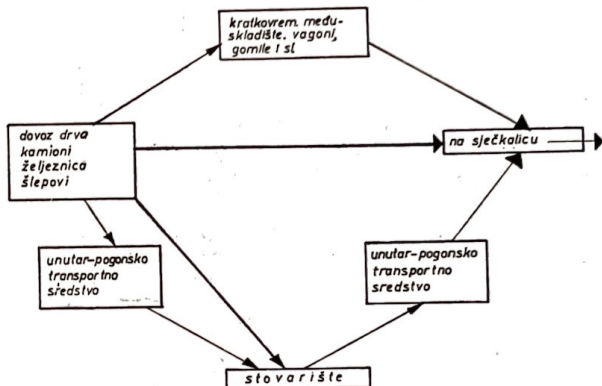 kratkovrem. među-
skladište, vagoni,
gomile i sl
dovoz drva
kamioni
željeznica
šlepovi
na sječkalicu
unutar-pogonsko
transportno
sredstvo
unutar-pogonsko
transportno
sredstvo
stovarište